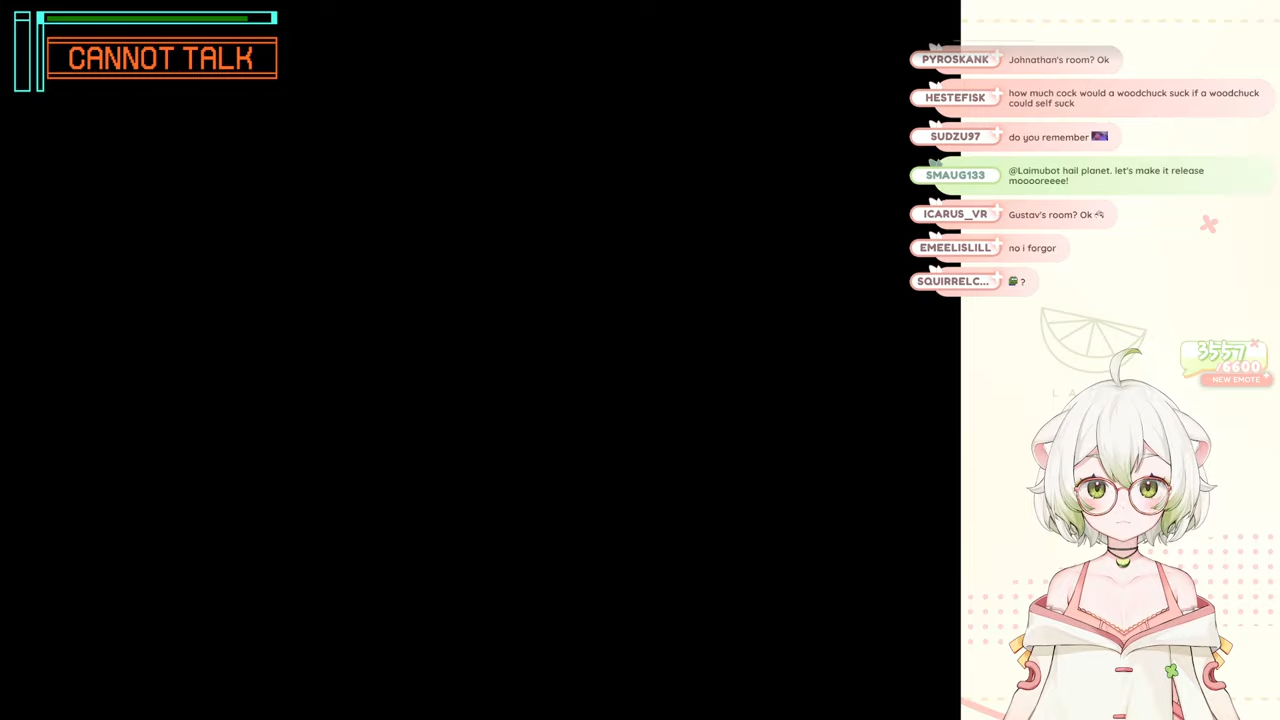 CANNOT TALK
PYROSKANK
Johnathan's room? Ok
HESTEFISK
how much cock would a woodchuck suck if a woodchuck
could self suck
SUDZU97
do you remember
SMAUG133
@Laimubot hail planet. let's make it release
moooreeee!
ICARUS_VR
Gustav's room? Ok
EMEELISLILL
no i forgor
SQUIRRELC...
?
3557
/6600
NEW EMOTE
L A